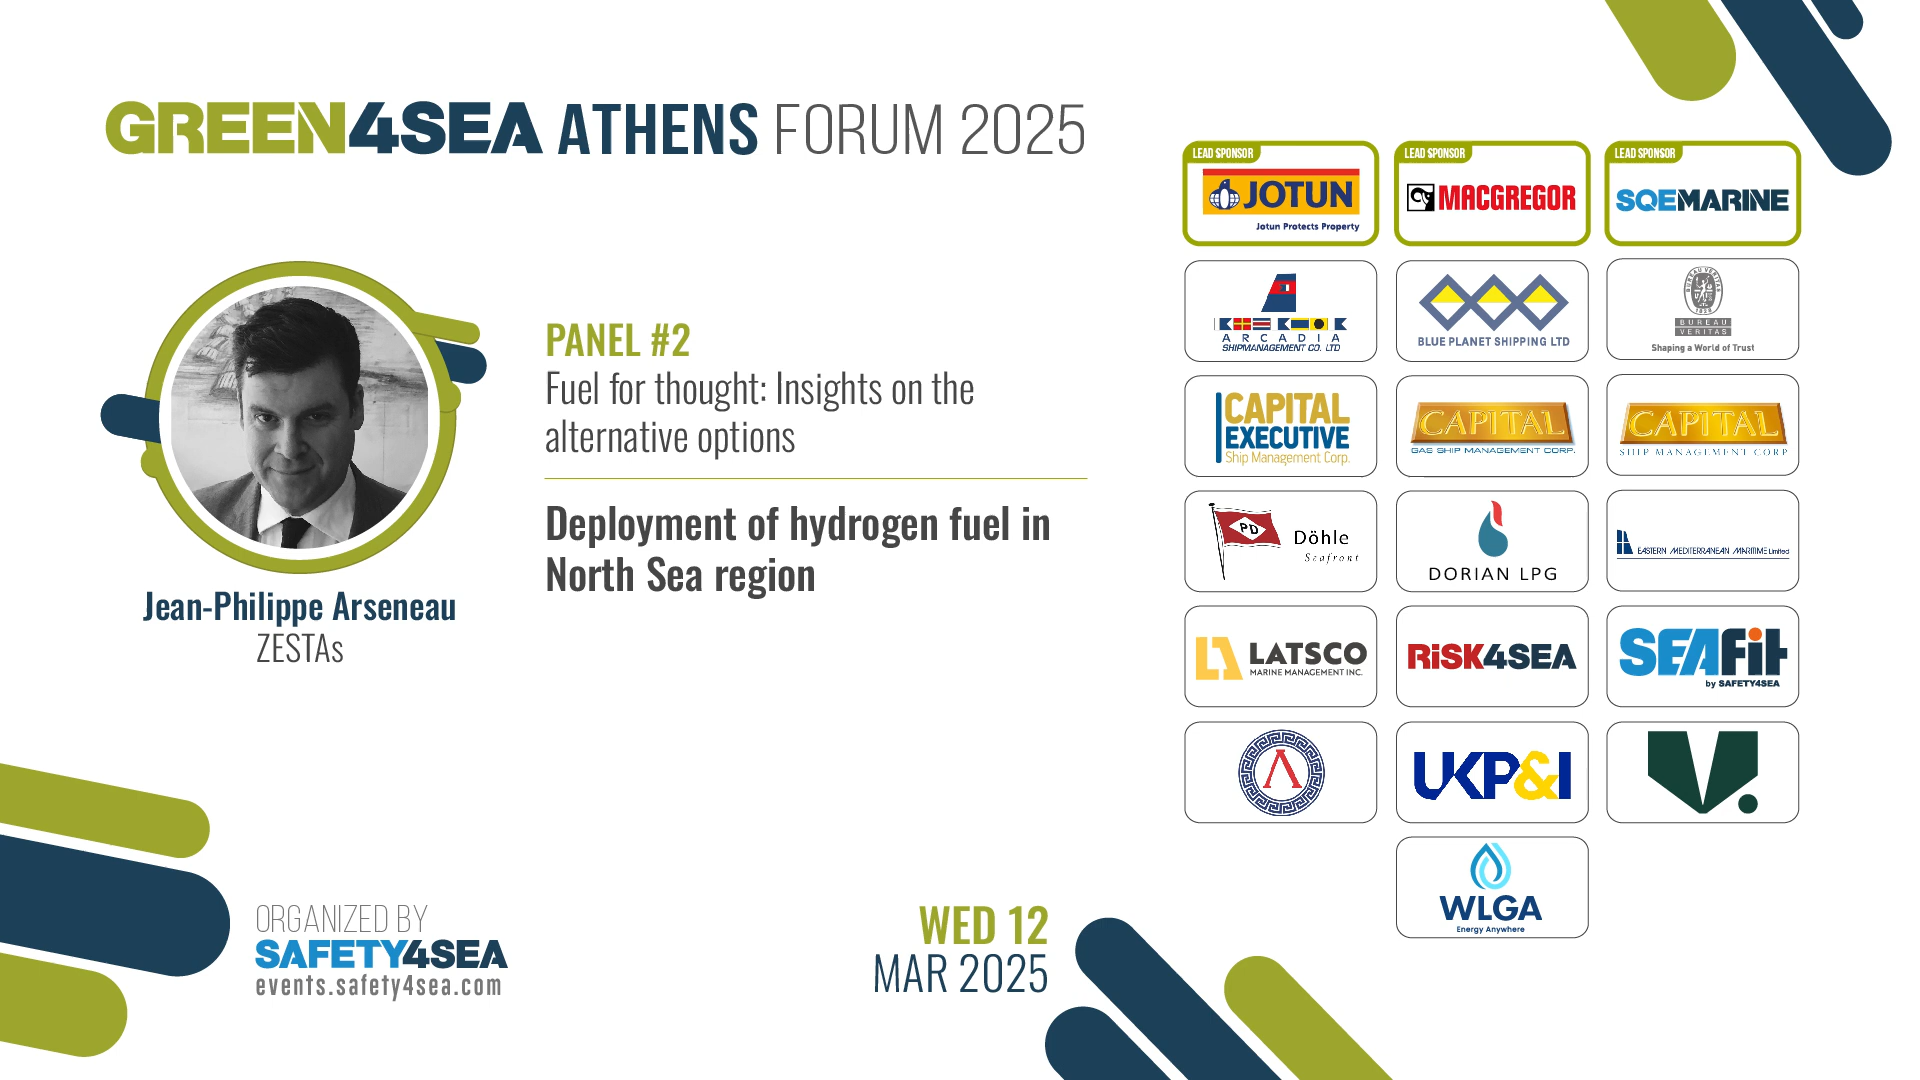 GREEN4SEA ATHENS FORUM 2025
PANEL #2
Fuel for thought: Insights on the
alternative options
Deployment of hydrogen fuel in
North Sea region
Jean-Philippe Arseneau
ZESTAs
ORGANIZED BY
SAFETY4SEA
events.safety4sea.com
WED 12
MAR 2025
LEAD SPONSOR
JOTUN
Jotun Protects Property
LEAD SPONSOR
MACGREGOR
LEAD SPONSOR
SQEMARINE
ARCADIA
SHIPMANAGEMENT CO. LTD
BLUE PLANET SHIPPING LTD
BUREAU VERITAS
1828
BUREAU
VERITAS
Shaping a World of Trust
CAPITAL
EXECUTIVE
Ship Management Corp.
CAPITAL
GAS SHIP MANAGEMENT CORP.
CAPITAL
SHIP MANAGEMENT CORP
PD
Döhle
Seafront
DORIAN LPG
EASTERN MEDITERRANEAN MARITIME Limited
LATSCO
MARINE MANAGEMENT INC.
RiSK4SEA
SEAFit
by SAFETY4SEA
Λ
UKP&I
V.
WLGA
Energy Anywhere